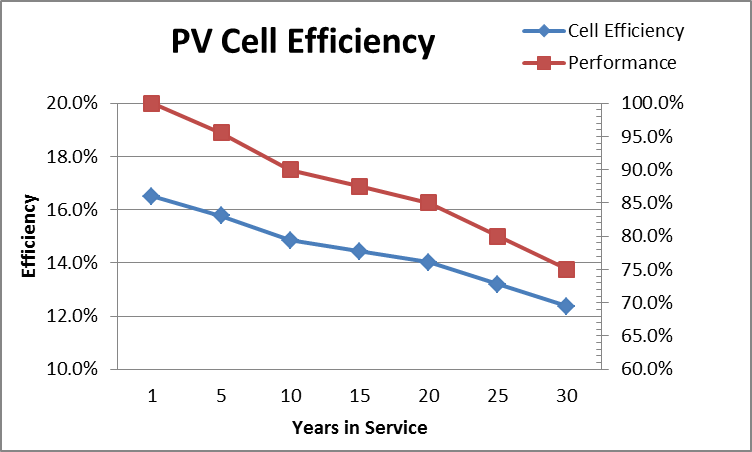 PV Cell Efficiency
Cell Efficiency
Performance
20.0%
18.0%
16.0%
14.0%
12.0%
10.0%
Efficiency
100.0%
95.0%
90.0%
85.0%
80.0%
75.0%
70.0%
65.0%
60.0%
1 5 10 15 20 25 30
Years in Service